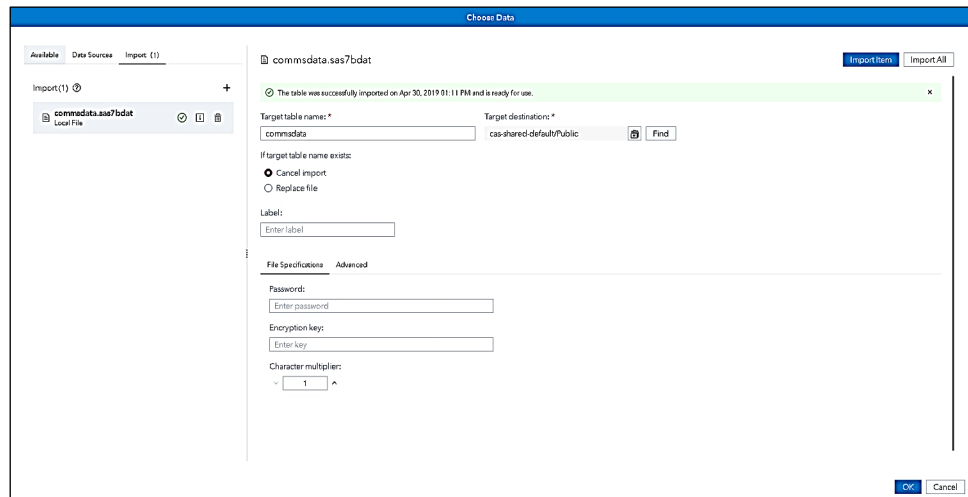 Choose Data
Available Data Sources Import (1)
Import (1)
commsdata.sas7bdat
Local File
commsdata.sas7bdat
Import Item Import All
The table was successfully imported on Apr 30, 2019 01:11 PM and is ready for use.
Target table name: * Target destination: *
commsdata cas-shared-default/Public Find
If target table name exists:
Cancel import
Replace file
Label:
Enter label
File Specifications Advanced
Password:
Enter password
Encryption key:
Enter key
Character multiplier:
1
OK Cancel